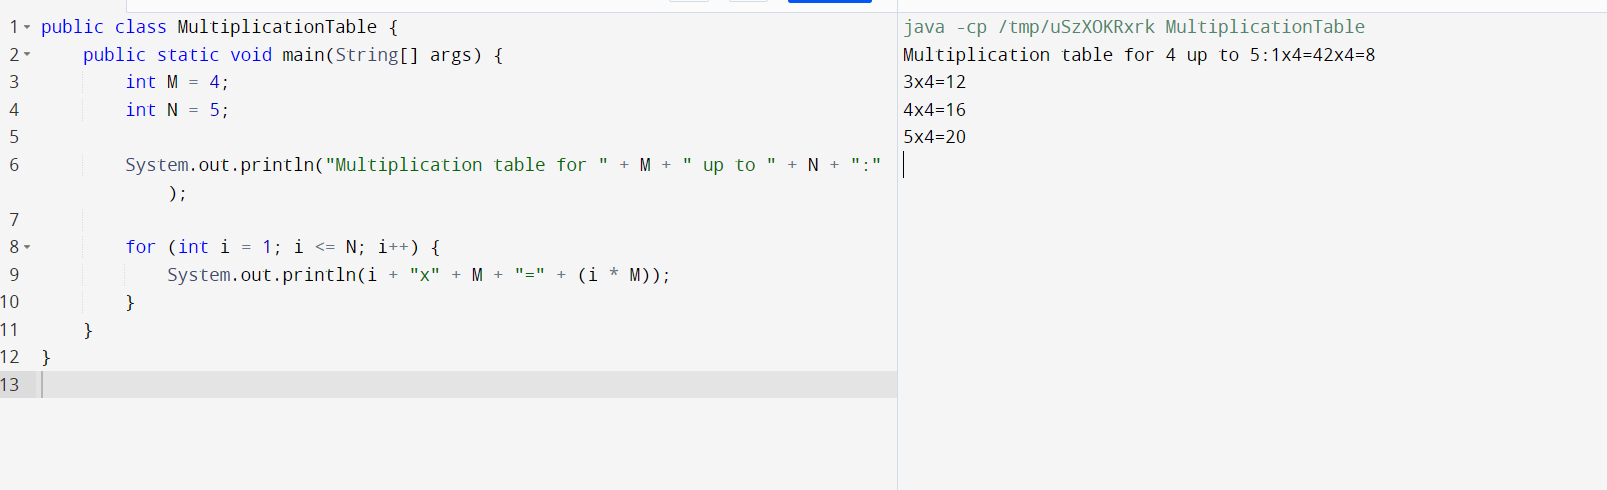 1 public class MultiplicationTable {
2     public static void main(String[] args) {
3         int M = 4;
4         int N = 5;
5
6         System.out.println("Multiplication table for " + M + " up to " + N + ":"
            );
7
8         for (int i = 1; i <= N; i++) {
9             System.out.println(i + "x" + M + "=" + (i * M));
10         }
11     }
12 }
13
java -cp /tmp/uSzXOKRxrk MultiplicationTable
Multiplication table for 4 up to 5:1x4=42x4=8
3x4=12
4x4=16
5x4=20